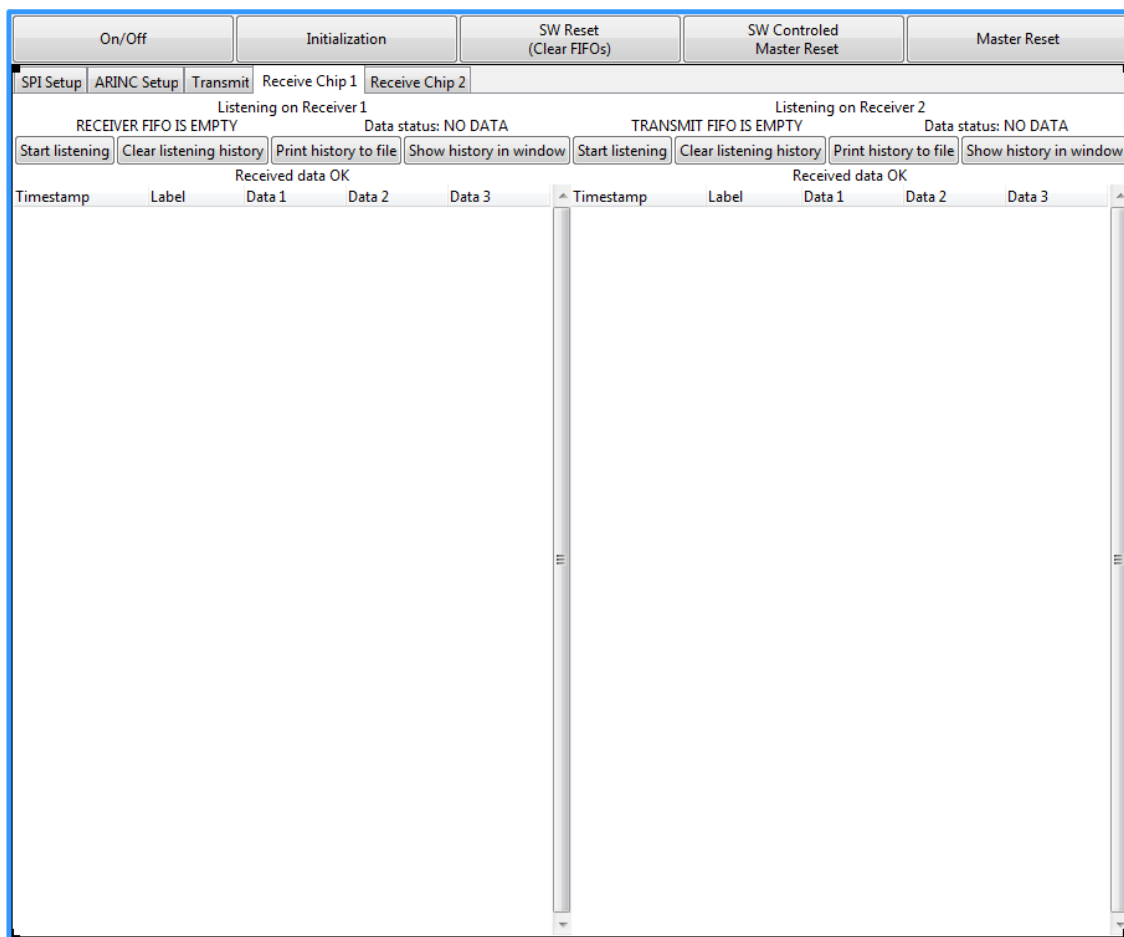 On/Off
Initialization
SW Reset
(Clear FIFOs)
SW Controled
Master Reset
Master Reset
SPI Setup
ARINC Setup
Transmit
Receive Chip 1
Receive Chip 2
Listening on Receiver 1
RECEIVER FIFO IS EMPTY
Data status: NO DATA
Start listening
Clear listening history
Print history to file
Show history in window
Received data OK
Timestamp Label Data 1 Data 2 Data 3
Listening on Receiver 2
TRANSMIT FIFO IS EMPTY
Data status: NO DATA
Start listening
Clear listening history
Print history to file
Show history in window
Received data OK
Timestamp Label Data 1 Data 2 Data 3